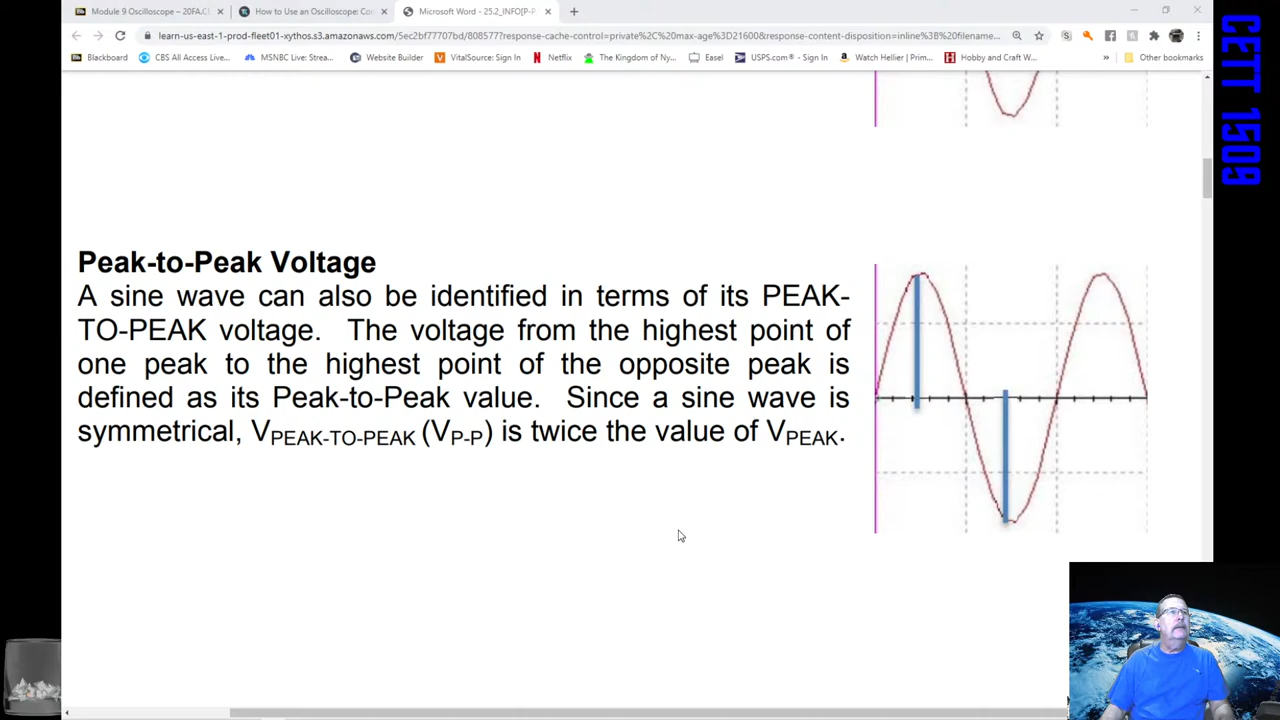 Module 9 Oscilloscope – 20FA.C
How to Use an Oscilloscope: Con
Microsoft Word - 25.2_INFO[P-P
learn-us-east-1-prod-fleet01-xythos.s3.amazonaws.com/5ec2bf77707bd/808577?response-cache-control=private%2C%20max-age%3D21600&response-content-disposition=inline%3B%20filename...
Blackboard
CBS All Access Live...
MSNBC Live: Strea...
Website Builder
VitalSource: Sign In
Netflix
The Kingdom of Ny...
Easel
USPS.com® - Sign In
Watch Hellier | Prim...
Hobby and Craft W...
»
Other bookmarks
CETT 1509
Peak-to-Peak Voltage
A sine wave can also be identified in terms of its PEAK-
TO-PEAK voltage. The voltage from the highest point of
one peak to the highest point of the opposite peak is
defined as its Peak-to-Peak value. Since a sine wave is
symmetrical, VPEAK-TO-PEAK (VP-P) is twice the value of VPEAK.